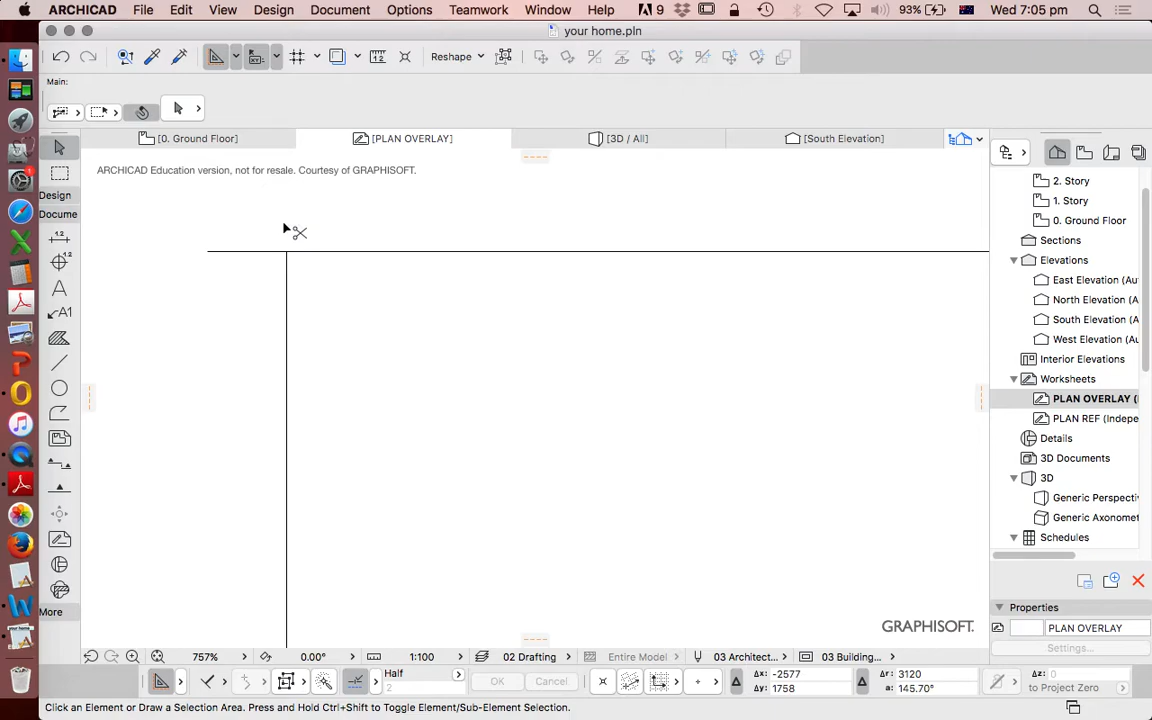 ARCHICAD File Edit View Design Document Options Teamwork Window Help 9 93% Wed 7:05 pm
your home.pln
Reshape
Main:
[0. Ground Floor] [PLAN OVERLAY] [3D / All] [South Elevation]
ARCHICAD Education version, not for resale. Courtesy of GRAPHISOFT.
Design
Docume
1.2
A1
More
2. Story
1. Story
0. Ground Floor
Sections
Elevations
East Elevation (Au
North Elevation (A
South Elevation (A
West Elevation (Au
Interior Elevations
Worksheets
PLAN OVERLAY (
PLAN REF (Indepe
Details
3D Documents
3D
Generic Perspecti
Generic Axonomet
Schedules
Properties
PLAN OVERLAY
Settings...
GRAPHISOFT.
757% 0.00° 1:100 02 Drafting Entire Model 03 Architect... 03 Building...
Half
2
OK Cancel
Δx: -2577
Δy: 1758
Δr: 3120
a: 145.70°
Δz: 0
to Project Zero
Click an Element or Draw a Selection Area. Press and Hold Ctrl+Shift to Toggle Element/Sub-Element Selection.